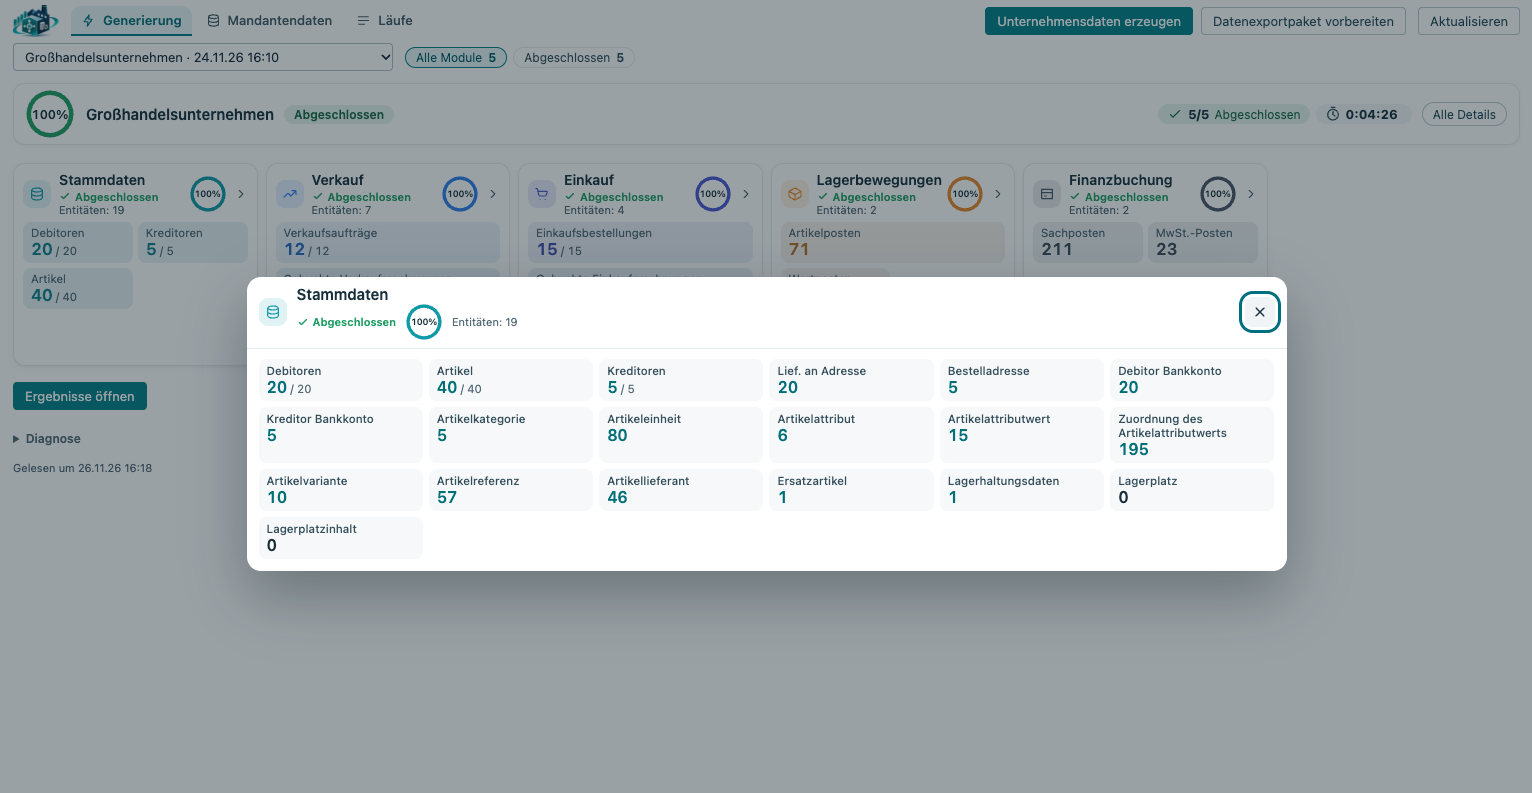 Generierung
Mandantendaten
Läufe
Unternehmensdaten erzeugen
Datenexportpaket vorbereiten
Aktualisieren
Großhandelsunternehmen · 24.11.26 16:10
Alle Module 5
Abgeschlossen 5
100%
Großhandelsunternehmen
Abgeschlossen
5/5 Abgeschlossen
0:04:26
Alle Details
Stammdaten
Abgeschlossen
Entitäten: 19
100%
Debitoren
20 / 20
Kreditoren
5 / 5
Artikel
40 / 40
Verkauf
Abgeschlossen
Entitäten: 7
100%
Verkaufsaufträge
12 / 12
Einkauf
Abgeschlossen
Entitäten: 4
100%
Einkaufsbestellungen
15 / 15
Lagerbewegungen
Abgeschlossen
Entitäten: 2
100%
Artikelposten
71
Finanzbuchung
Abgeschlossen
Entitäten: 2
100%
Sachposten
211
MwSt.-Posten
23
Ergebnisse öffnen
Diagnose
Gelesen um 26.11.26 16:18
Stammdaten
Abgeschlossen
100%
Entitäten: 19
Debitoren
20 / 20
Artikel
40 / 40
Kreditoren
5 / 5
Lief. an Adresse
20
Bestelladresse
5
Debitor Bankkonto
20
Kreditor Bankkonto
5
Artikelkategorie
5
Artikeleinheit
80
Artikelattribut
6
Artikelattributwert
15
Zuordnung des
Artikelattributwerts
195
Artikelvariante
10
Artikelreferenz
57
Artikellieferant
46
Ersatzartikel
1
Lagerhaltungsdaten
1
Lagerplatz
0
Lagerplatzinhalt
0